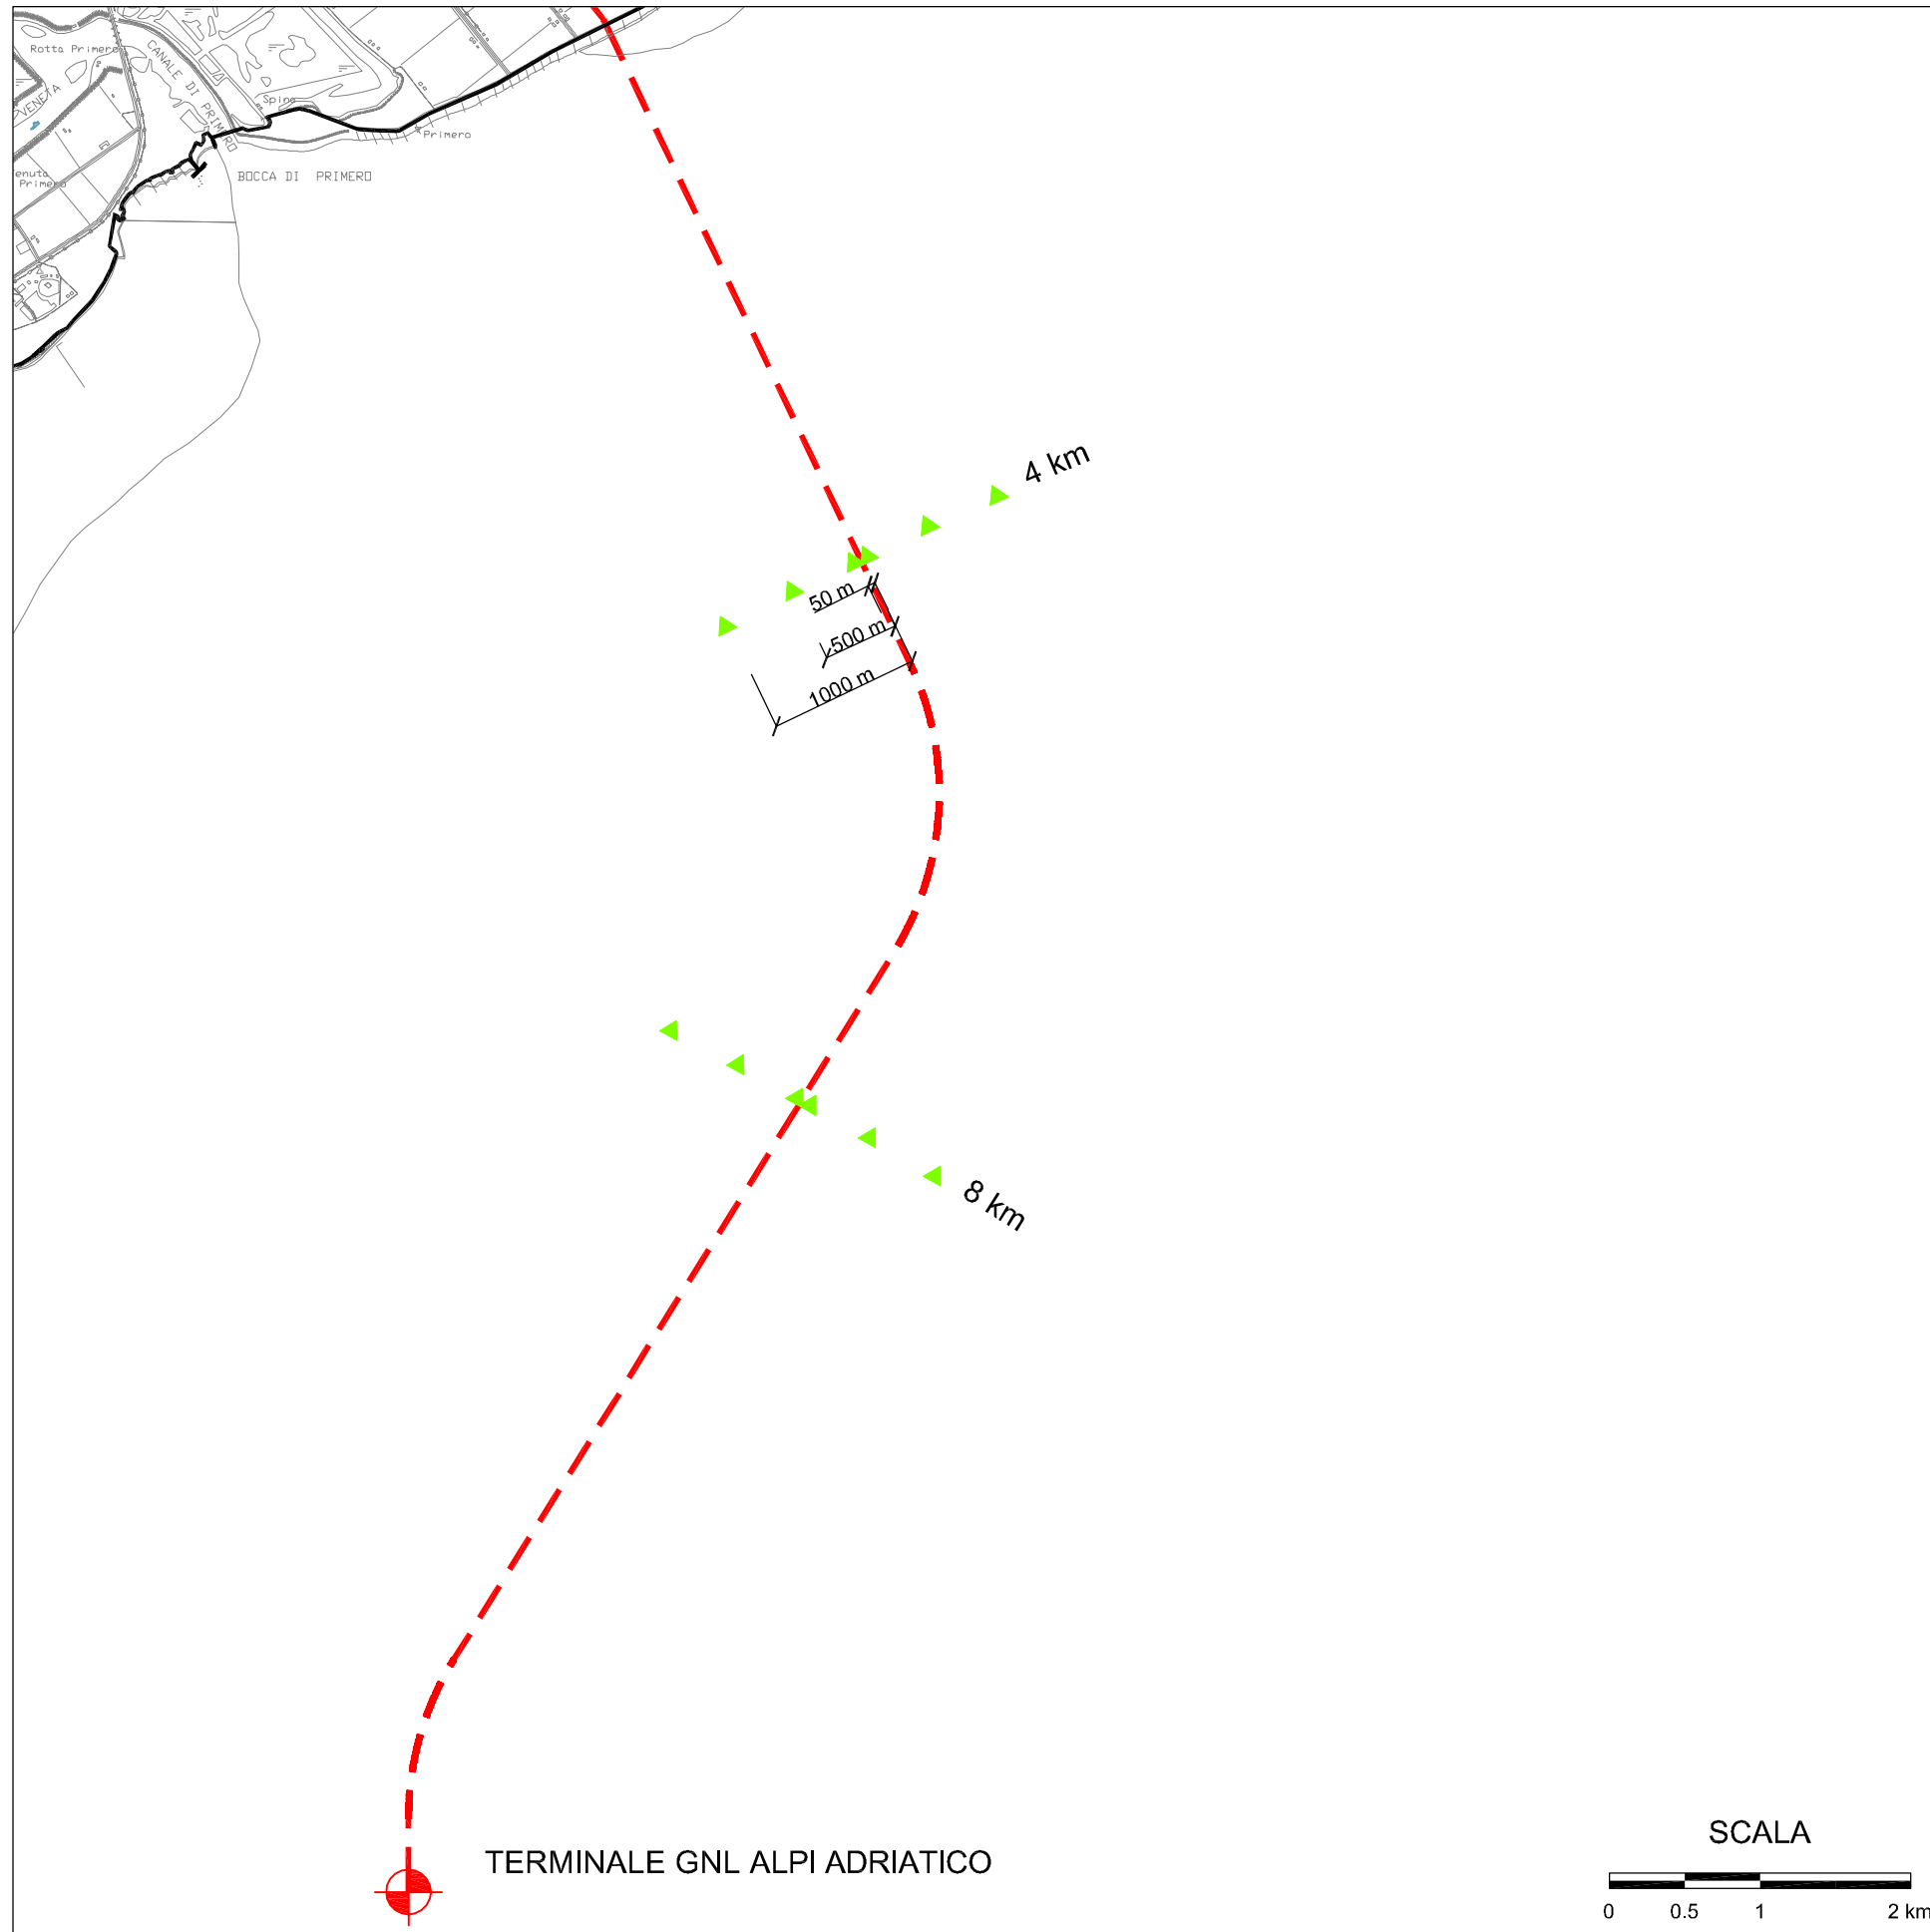 Rotta Primero
CANALE DI PRIMERO
VENETA
Spina
Primero
enuta
Primero
BOCCA DI PRIMERO
4 km
50 m
500 m
1000 m
8 km
TERMINALE GNL ALPI ADRIATICO
SCALA
0 0.5 1 2 km